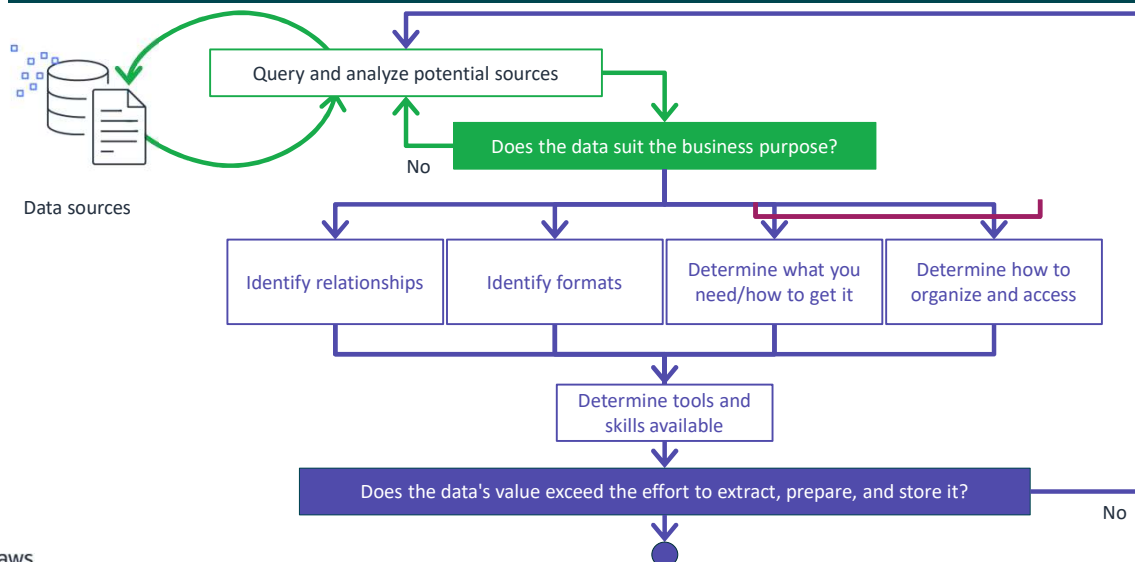 Query and analyze potential sources
Does the data suit the business purpose?
No
Data sources
Identify relationships
Identify formats
Determine what you
need/how to get it
Determine how to
organize and access
Determine tools and
skills available
Does the data's value exceed the effort to extract, prepare, and store it?
No
aws